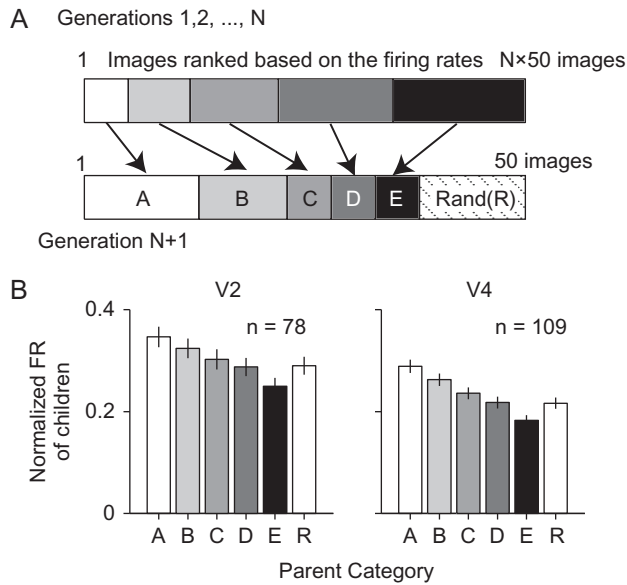 A
Generations 1,2, ..., N
1 Images ranked based on the firing rates N×50 images
1 50 images
A B C D E Rand(R)
Generation N+1
B
V2 V4
0.4
n = 78 n = 109
0.2
Normalized FR
of children
0
A B C D E R A B C D E R
Parent Category